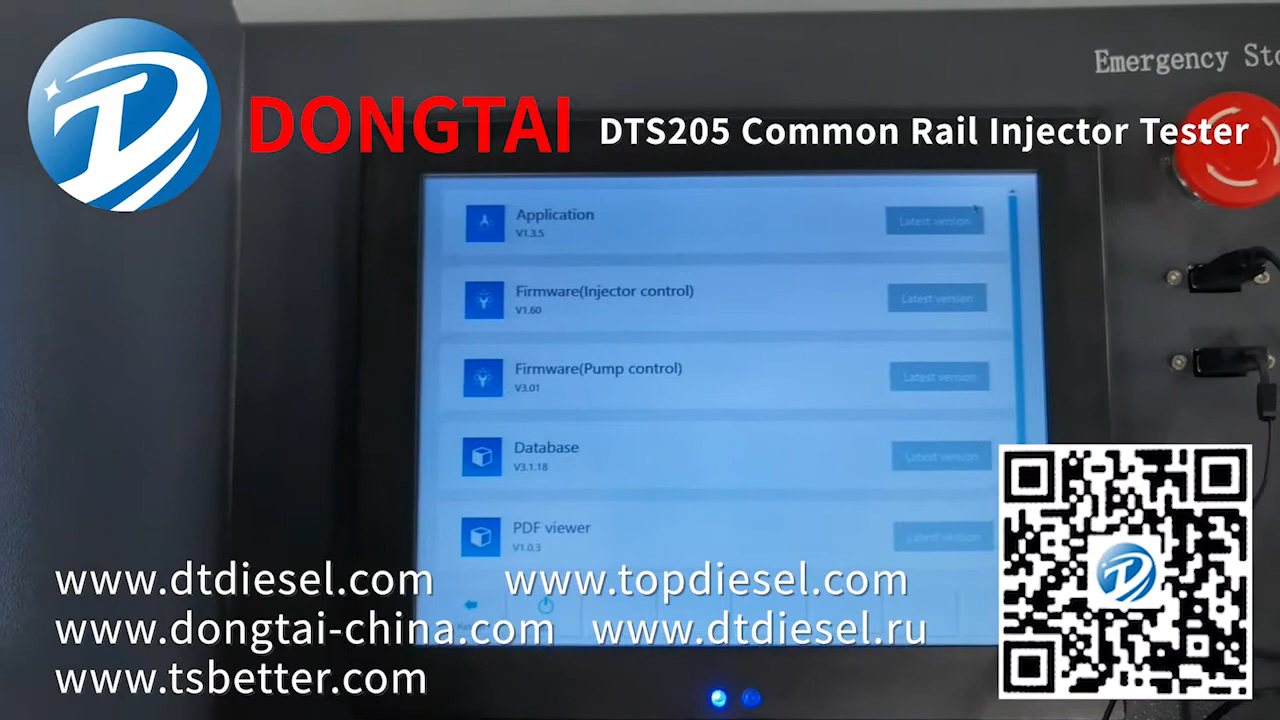 Emergency Sto
DONGTAI DTS205 Common Rail Injector Tester
Application
V1.3.5
Latest version
Firmware(Injector control)
V1.60
Latest version
Firmware(Pump control)
V3.01
Latest version
Database
V3.1.18
Latest version
PDF viewer
V1.0.3
Latest version
www.dtdiesel.com www.topdiesel.com
www.dongtai-china.com www.dtdiesel.ru
www.tsbetter.com